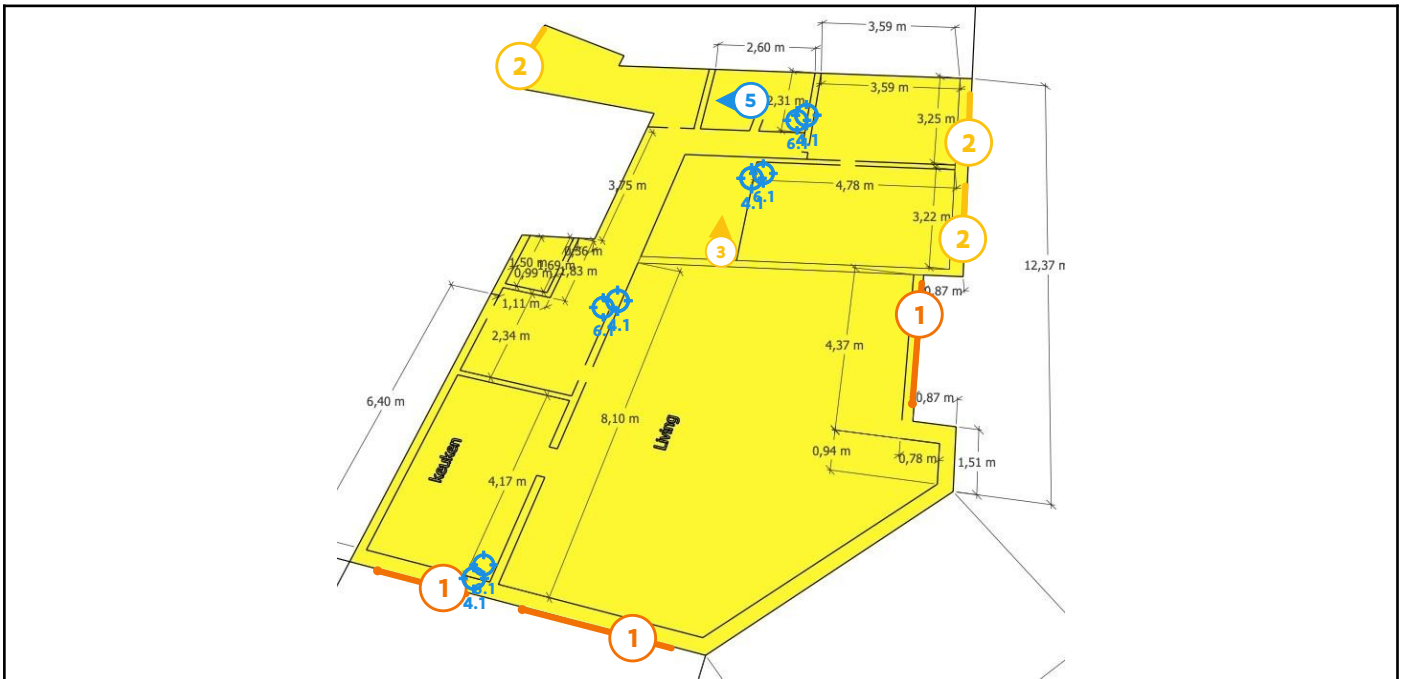 3,59 m
2,60 m
2
5
2,31 m
3,59 m
3,25 m
6.1
4.1
2
3,75 m
4.1
6.1
4,78 m
3,22 m
3
2
12,37 m
0,36 m
1,50 m
1,69 m
0,99 m
1,83 m
1,11 m
0,87 m
6.1
4.1
1
2,34 m
4,37 m
6,40 m
0,87 m
8,10 m
Living
keuken
0,94 m
0,78 m
1,51 m
4,17 m
1
4.1
1